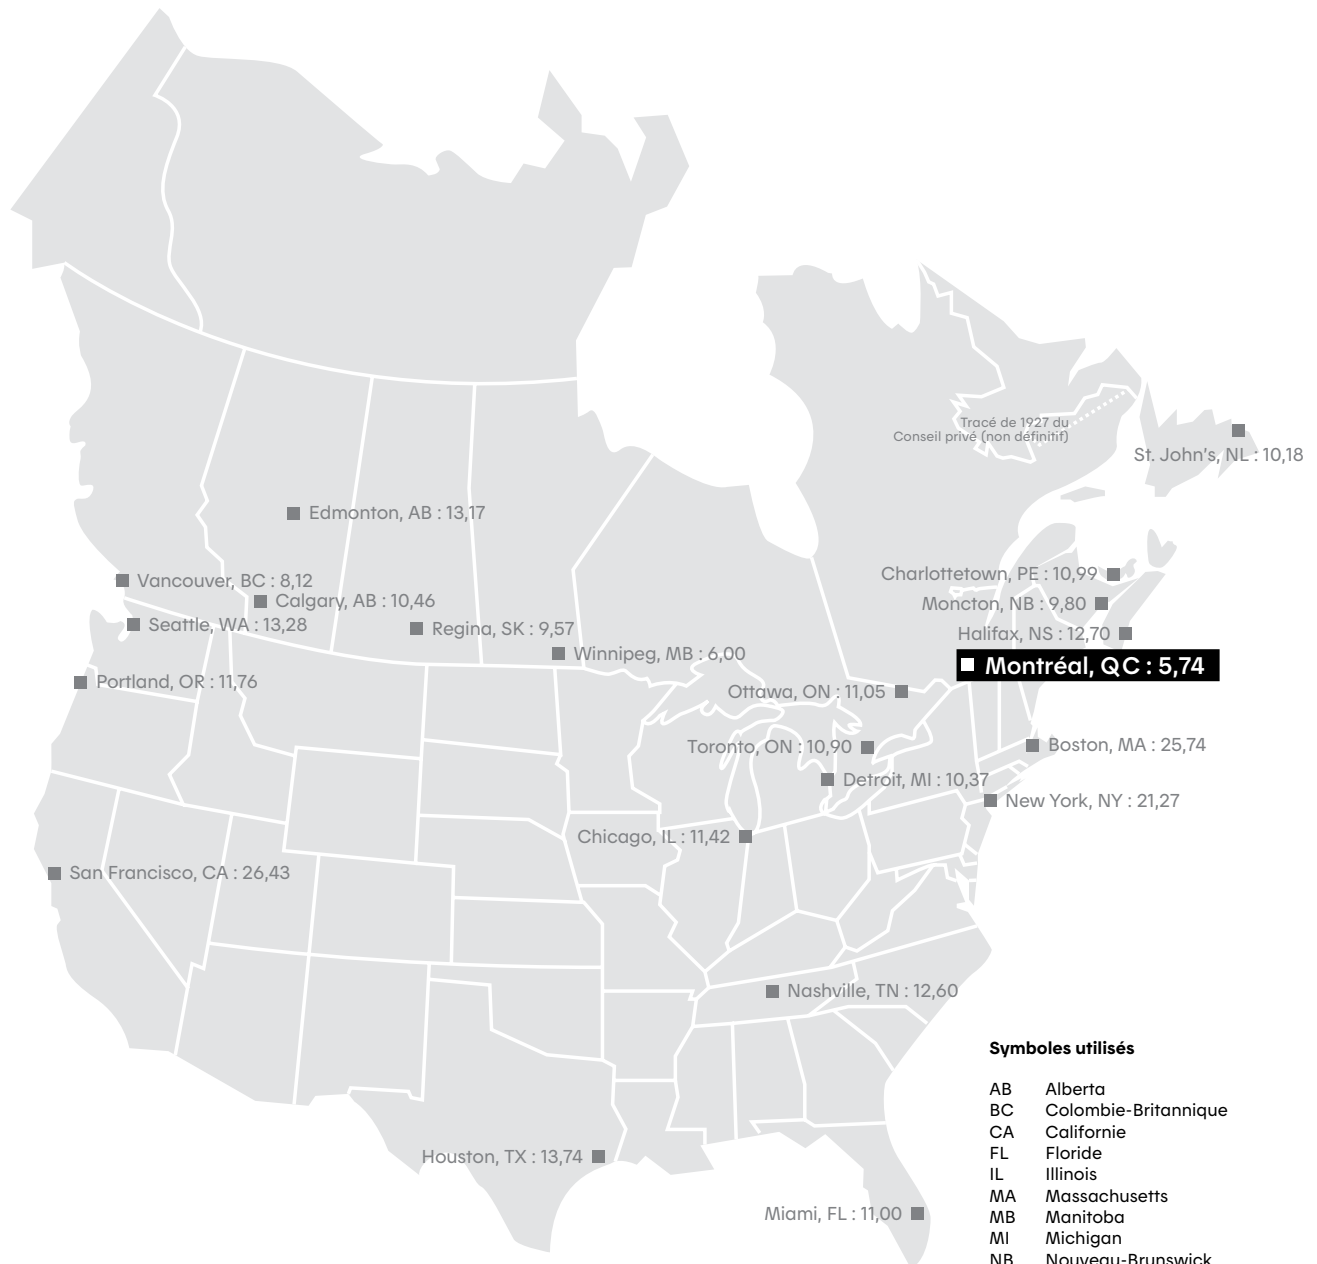 Tracé de 1927 du
Conseil privé (non définitif)
St. John's, NL : 10,18
Edmonton, AB : 13,17
Charlottetown, PE : 10,99
Vancouver, BC : 8,12
Calgary, AB : 10,46
Moncton, NB : 9,80
Seattle, WA : 13,28
Regina, SK : 9,57
Halifax, NS : 12,70
Winnipeg, MB : 6,00
Montréal, QC : 5,74
Portland, OR : 11,76
Ottawa, ON : 11,05
Toronto, ON : 10,90
Boston, MA : 25,74
Detroit, MI : 10,37
New York, NY : 21,27
Chicago, IL : 11,42
San Francisco, CA : 26,43
Nashville, TN : 12,60
Houston, TX : 13,74
Miami, FL : 11,00
Symboles utilisés
AB Alberta
BC Colombie-Britannique
CA Californie
FL Floride
IL Illinois
MA Massachusetts
MB Manitoba
MI Michigan
NB Nouveau-Brunswick